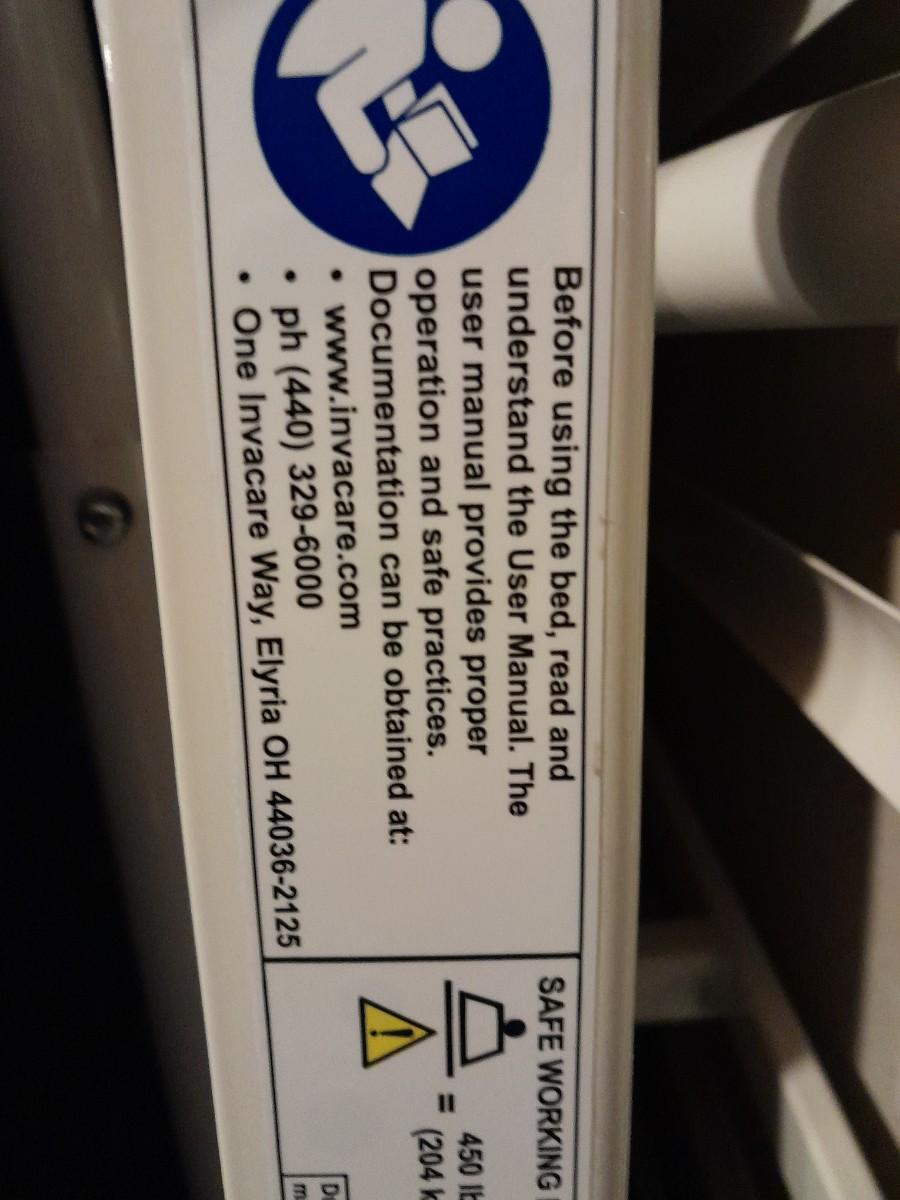 Before using the bed, read and
understand the User Manual. The
user manual provides proper
operation and safe practices.
Documentation can be obtained at:
• www.invacare.com
• ph (440) 329-6000
• One Invacare Way, Elyria OH 44036-2125
SAFE WORKING
= 450 lb
(204 k